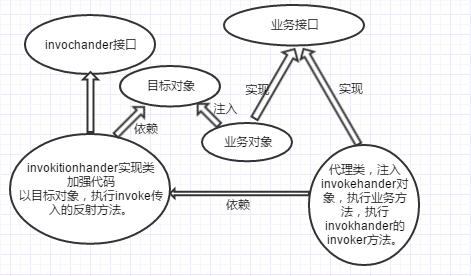 invochander接口
业务接口
目标对象
实现
实现
注入
依赖
业务对象
invokitionhander实现类
加强代码
以目标对象，执行invoke传
入的反射方法。
代理类，注入
invokehander对
象，执行业务方
法，执行
invokhander的
invoker方法。
依赖